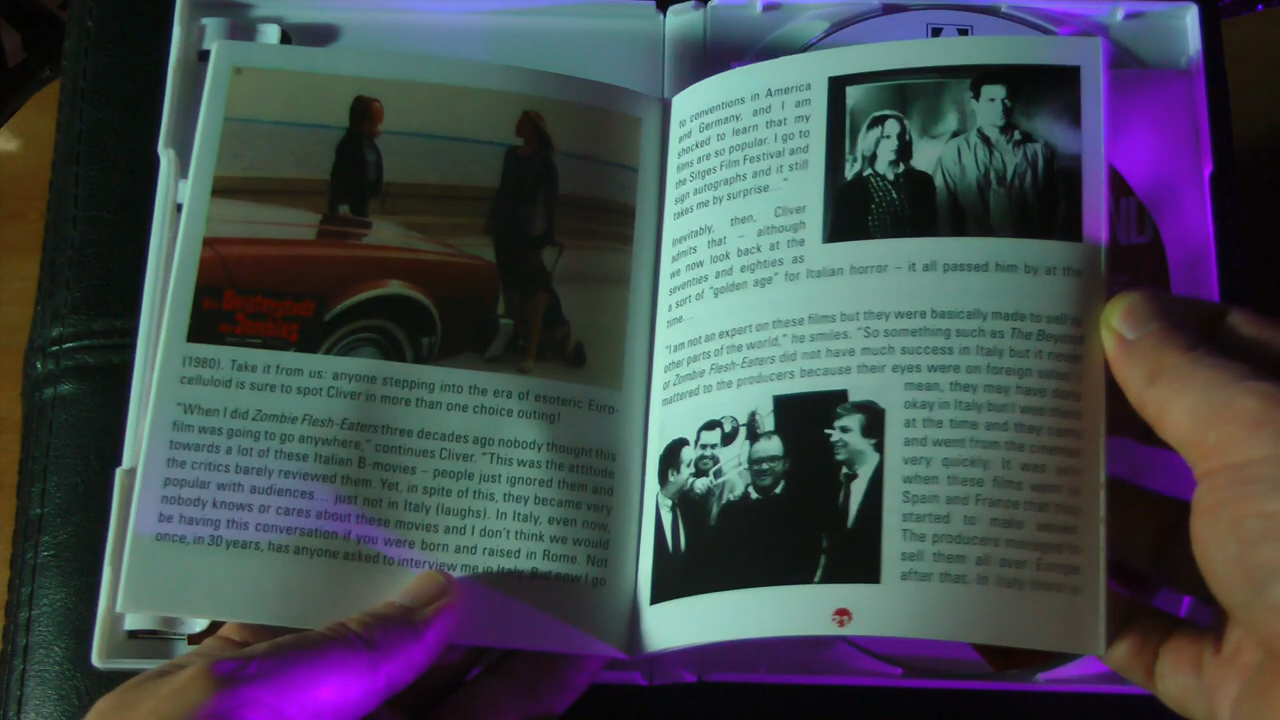 die Geisterstadt
der Zombies
(1980). Take it from us: anyone stepping into the era of esoteric Euro-
celluloid is sure to spot Cliver in more than one choice outing!
"When I did Zombie Flesh-Eaters three decades ago nobody thought this
film was going to go anywhere," continues Cliver. "This was the attitude
towards a lot of these Italian B-movies – people just ignored them and
the critics barely reviewed them. Yet, in spite of this, they became very
popular with audiences... just not in Italy (laughs). In Italy, even now,
nobody knows or cares about these movies and I don't think we would
be having this conversation if you were born and raised in Rome. Not
once, in 30 years, has anyone asked to interview me in Italy. But now I go
to conventions in America
and Germany, and I am
shocked to learn that my
films are so popular. I go to
the Sitges Film Festival and
sign autographs and it still
takes me by surprise..."
Inevitably, then, Cliver
admits that – although
we now look back at the
seventies and eighties as
a sort of "golden age" for Italian horror – it all passed him by at the
time...
"I am not an expert on these films but they were basically made to sell
other parts of the world," he smiles. "So something such as The Beyond
or Zombie Flesh-Eaters did not have much success in Italy but it never
mattered to the producers because their eyes were on foreign sales.
mean, they may have done
okay in Italy but I was there
at the time and they came
and went from the cinemas
very quickly. It was
when these films went to
Spain and France that
started to make
The producers managed to
sell them all over Europe
after that. In Italy
21